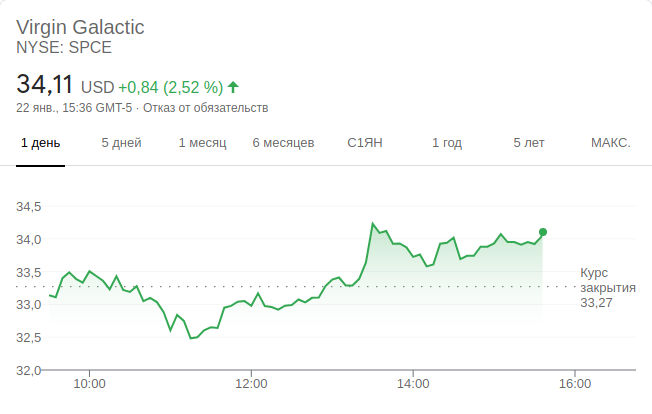 Virgin Galactic
NYSE: SPCE
34,11 USD +0,84 (2,52 %)
22 янв., 15:36 GMT-5 · Отказ от обязательств
1 день 5 дней 1 месяц 6 месяцев С1ЯН 1 год 5 лет МАКС.
34,5
34,0
33,5
33,0
32,5
32,0
Курс
закрытия
33,27
10:00 12:00 14:00 16:00